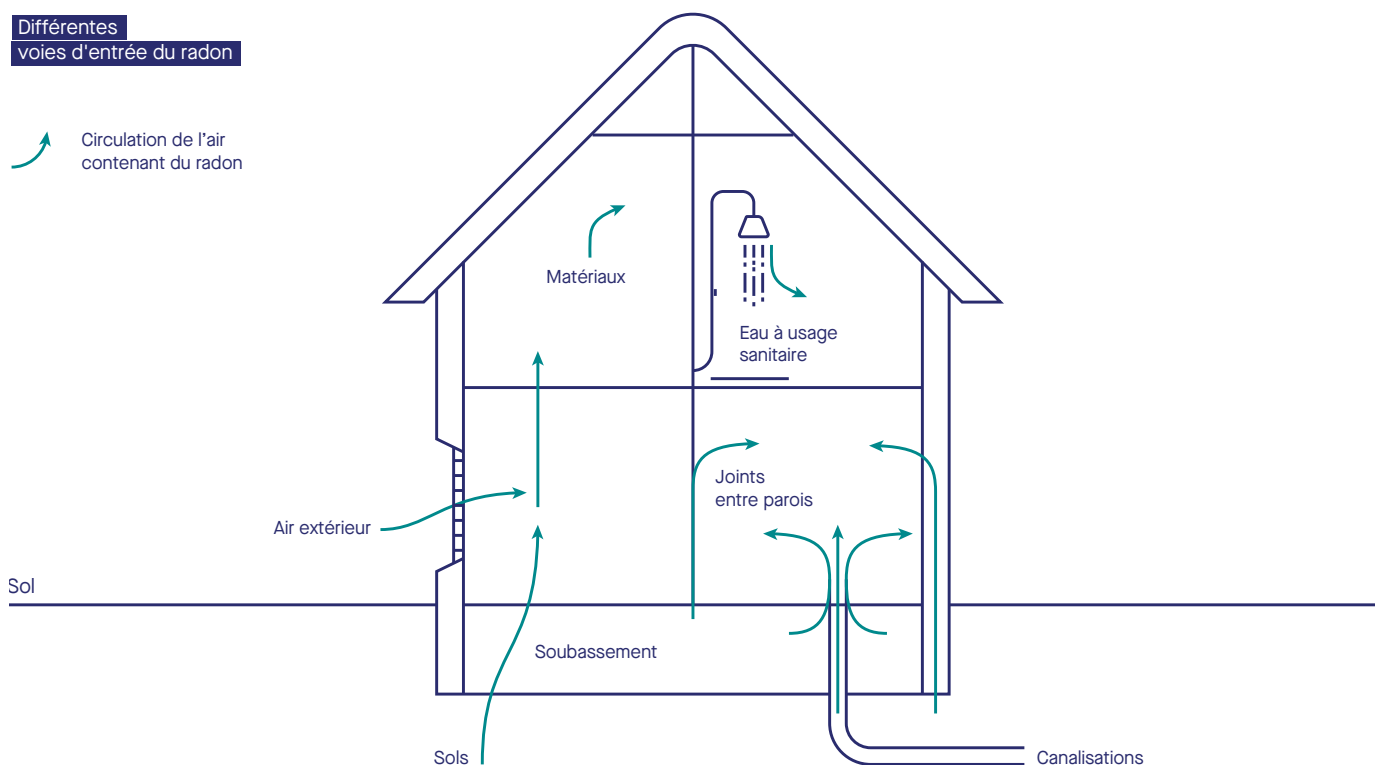 Différentes
voies d'entrée du radon
Circulation de l'air
contenant du radon
Matériaux
Eau à usage
sanitaire
Joints
entre parois
Air extérieur
Sol
Soubassement
Sols
Canalisations